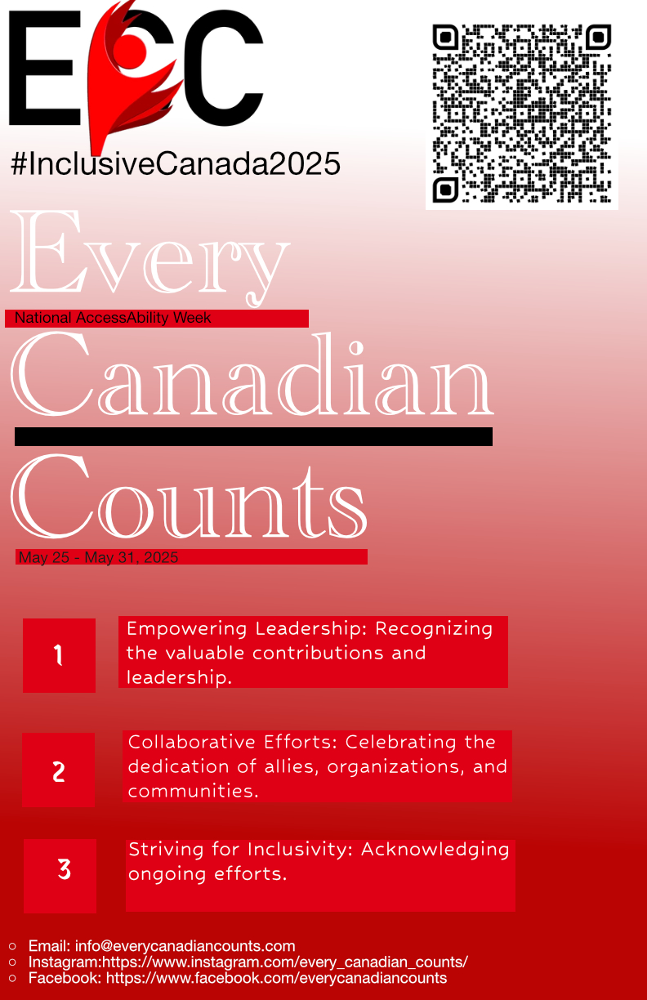 ECC
#InclusiveCanada2025
Every
National AccessAbility Week
Canadian
Counts
May 25 - May 31, 2025
1
Empowering Leadership: Recognizing
the valuable contributions and
leadership.
2
Collaborative Efforts: Celebrating the
dedication of allies, organizations, and
communities.
3
Striving for Inclusivity: Acknowledging
ongoing efforts.
○ Email: info@everycanadiancounts.com
○ Instagram:https://www.instagram.com/every_canadian_counts/
○ Facebook: https://www.facebook.com/everycanadiancounts